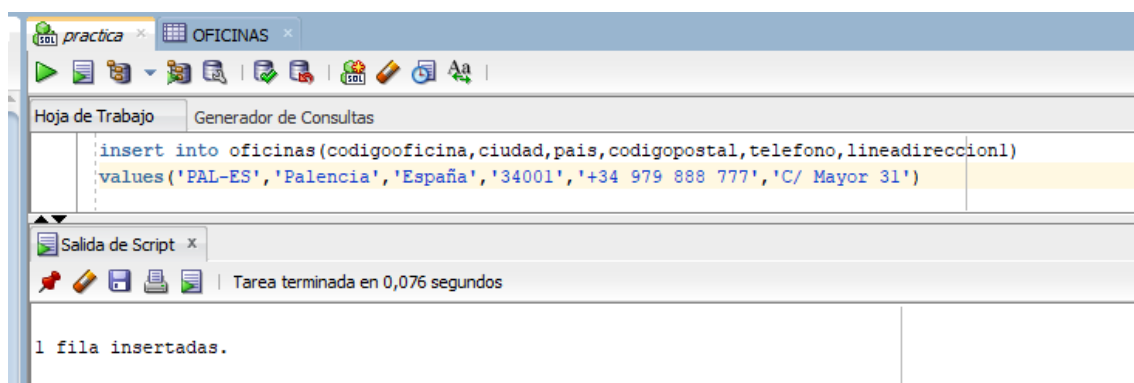 practica
OFICINAS
Hoja de Trabajo Generador de Consultas
insert into oficinas(codigooficina,ciudad,pais,codigopostal,telefono,lineadireccion1)
values('PAL-ES','Palencia','España','34001','+34 979 888 777','C/ Mayor 31')
Salida de Script
Tarea terminada en 0,076 segundos
1 fila insertadas.